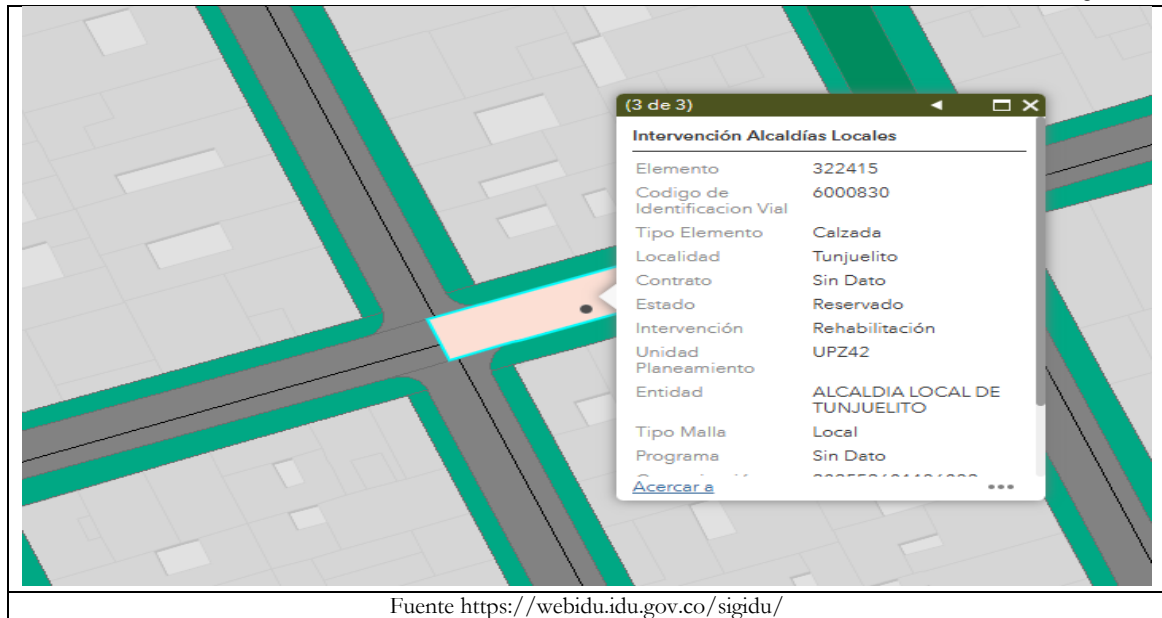 (3 de 3)
Intervención Alcaldías Locales
Elemento 322415
Codigo de Identificacion Vial 6000830
Tipo Elemento Calzada
Localidad Tunjuelito
Contrato Sin Dato
Estado Reservado
Intervención Rehabilitación
Unidad Planeamiento UPZ42
Entidad ALCALDIA LOCAL DE TUNJUELITO
Tipo Malla Local
Programa Sin Dato
Acercar a
Fuente https://webidu.idu.gov.co/sigidu/